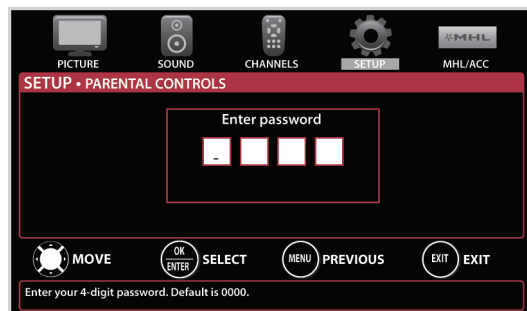 MHL
PICTURE SOUND CHANNELS SETUP MHL/ACC
SETUP • PARENTAL CONTROLS
Enter password
_
MOVE OK ENTER SELECT MENU PREVIOUS EXIT EXIT
Enter your 4-digit password. Default is 0000.